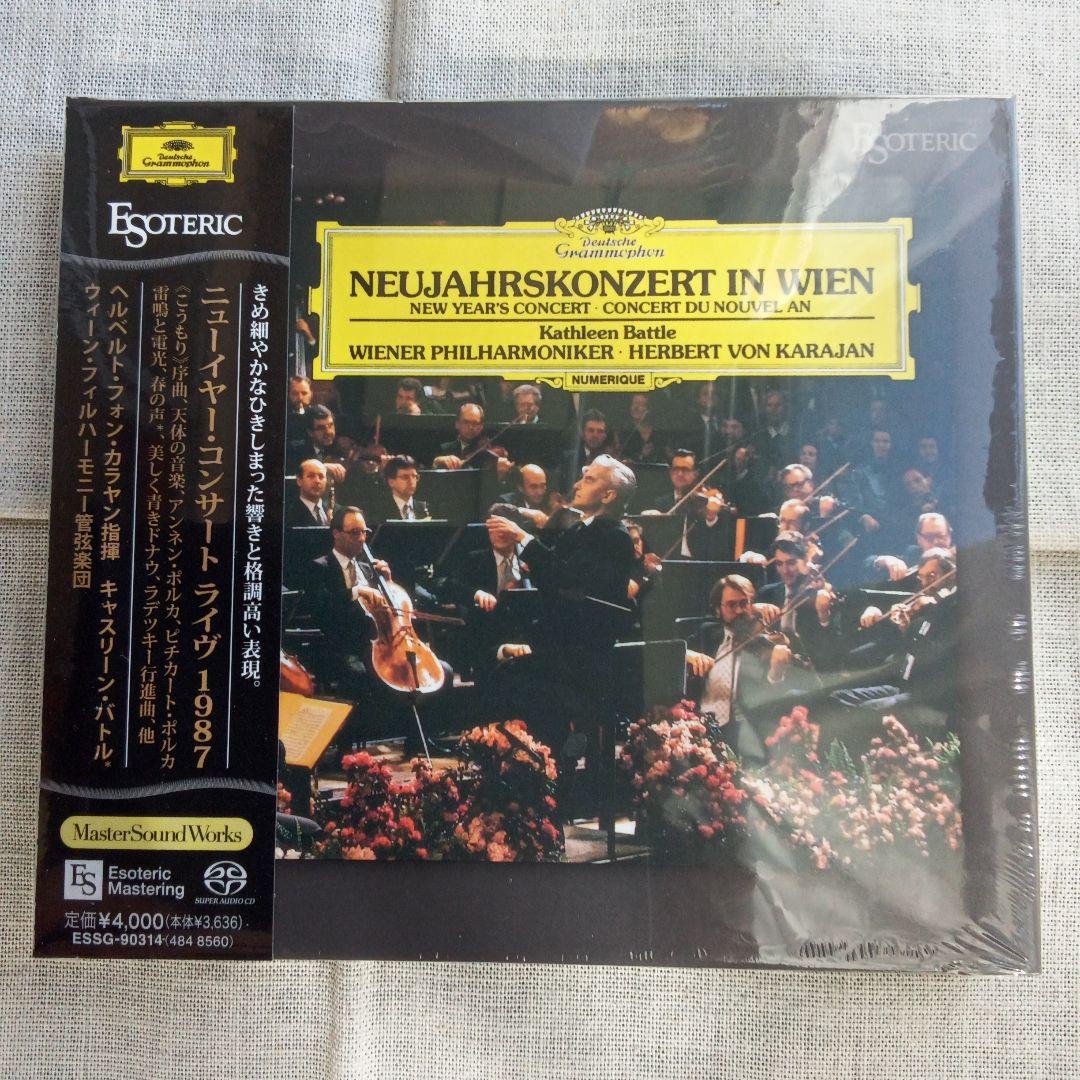 Deutsche
Grammophon
ESOTERIC
きめ細やかなひきしまった響きと格調高い表現。
ニューイヤー・コンサート ライヴ 1987
《こうもり》序曲、天体の音楽、アンネン・ポルカ、ピチカート・ポルカ
雷鳴と電光、春の声*、美しく青きドナウ、ラデツキー行進曲、他
ヘルベルト・フォン・カラヤン指揮 キャスリーン・バトル*
ウィーン・フィルハーモニー管弦楽団
MasterSoundWorks
ES
Esoteric
Mastering
SUPER AUDIO CD
定価¥4,000(本体¥3,636)
ESSG-90314(484 8560)
ESOTERIC
Deutsche
Grammophon
NEUJAHRSKONZERT IN WIEN
NEW YEAR'S CONCERT · CONCERT DU NOUVEL AN
Kathleen Battle
WIENER PHILHARMONIKER · HERBERT VON KARAJAN
NUMERIQUE